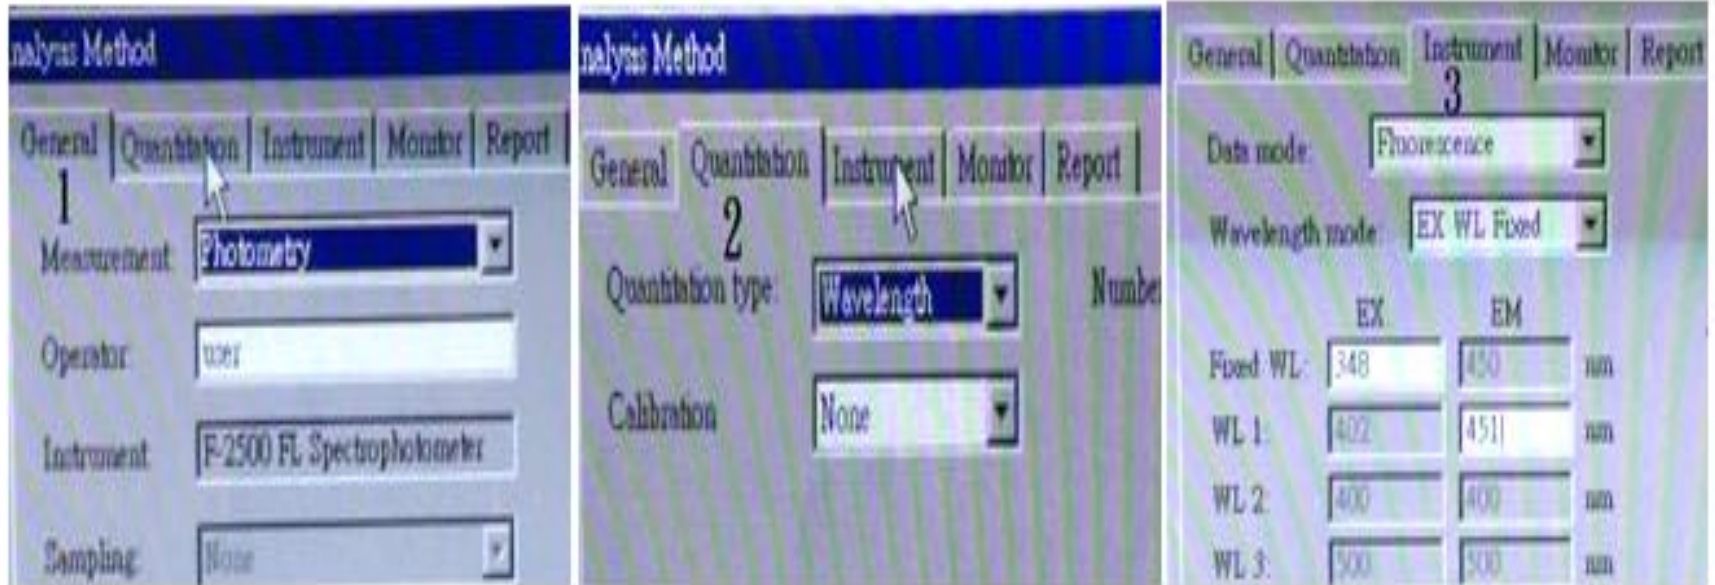 nalysis Method
General Quantitation Instrument Monitor Report
1
Measurement Photometry
Operator user
Instrument F-2500 FL Spectrophotometer
Sampling None
nalysis Method
General Quantitation Instrument Monitor Report
2
Quantitation type: Wavelength Number
Calibration None
General Quantitation Instrument Monitor Report
3
Data mode: Fluorescence
Wavelength mode EX WL Fixed
EX EM
Fixed WL: 348 450 nm
WL 1: 402 451 nm
WL 2: 400 400 nm
WL 3: 500 500 nm